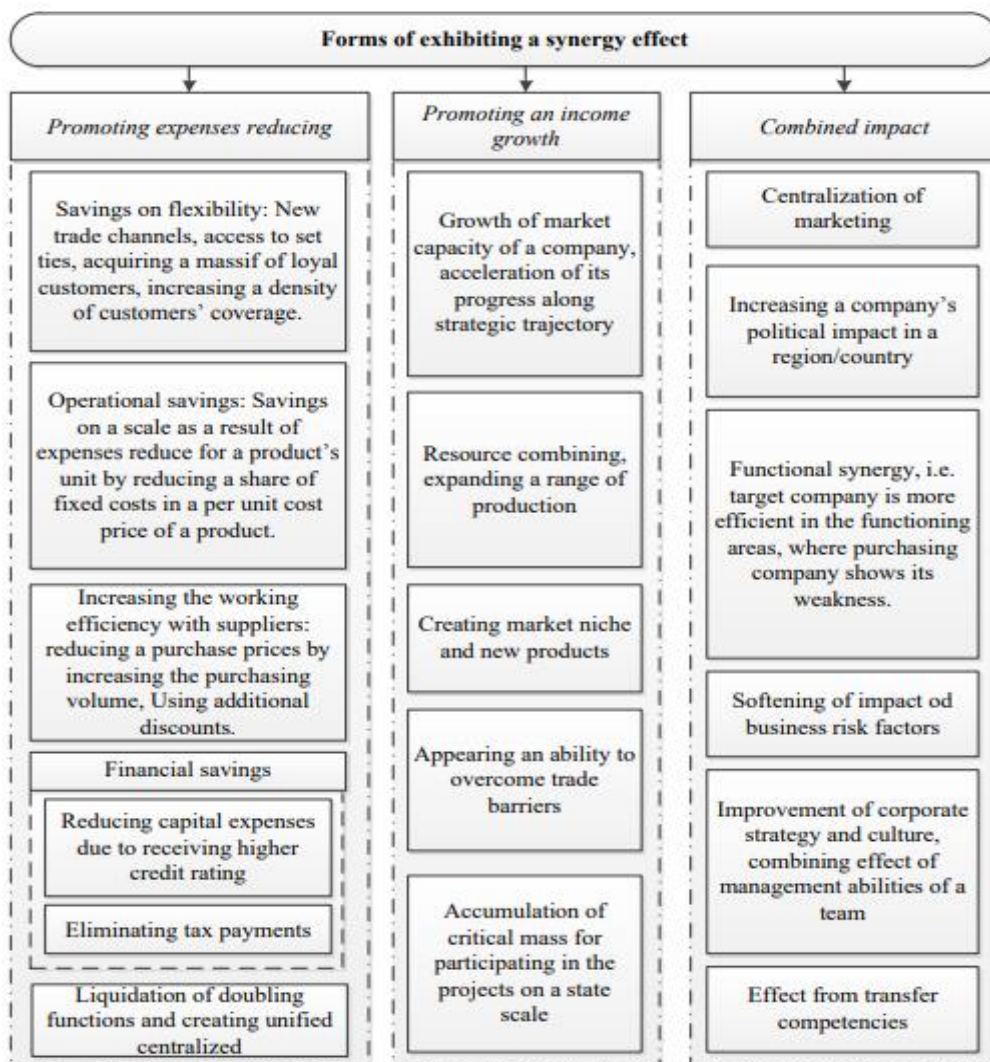 Forms of exhibiting a synergy effect
Promoting expenses reducing
Savings on flexibility: New
trade channels, access to set
ties, acquiring a massif of loyal
customers, increasing a density
of customers’ coverage.
Operational savings: Savings
on a scale as a result of
expenses reduce for a product’s
unit by reducing a share of
fixed costs in a per unit cost
price of a product.
Increasing the working
efficiency with suppliers:
reducing a purchase prices by
increasing the purchasing
volume, Using additional
discounts.
Financial savings
Reducing capital expenses
due to receiving higher
credit rating
Eliminating tax payments
Liquidation of doubling
functions and creating unified
centralized
Promoting an income
growth
Growth of market
capacity of a company,
acceleration of its
progress along
strategic trajectory
Resource combining,
expanding a range of
production
Creating market niche
and new products
Appearing an ability to
overcome trade
barriers
Accumulation of
critical mass for
participating in the
projects on a state
scale
Combined impact
Centralization of
marketing
Increasing a company’s
political impact in a
region/country
Functional synergy, i.e.
target company is more
efficient in the functioning
areas, where purchasing
company shows its
weakness.
Softening of impact od
business risk factors
Improvement of corporate
strategy and culture,
combining effect of
management abilities of a
team
Effect from transfer
competencies